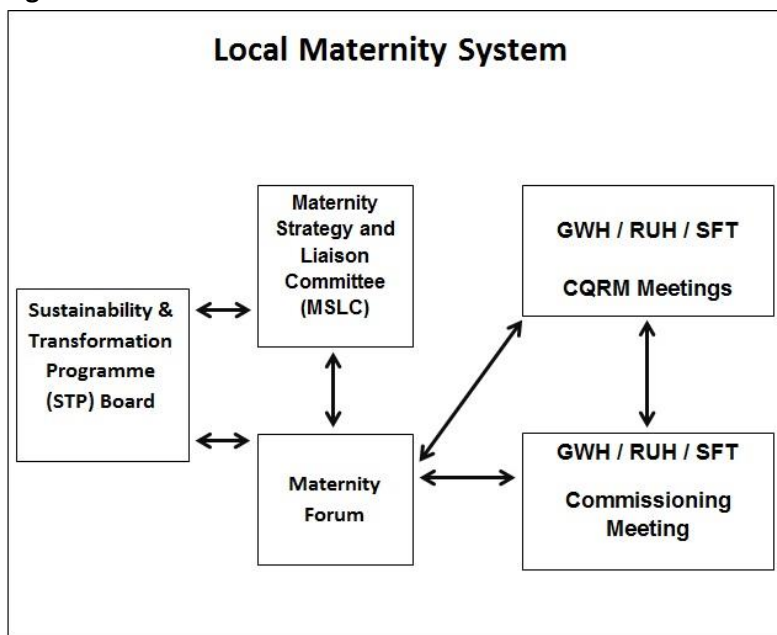 Local Maternity System
Maternity
Strategy and
Liaison
Committee
(MSLC)
GWH / RUH / SFT
CQRM Meetings
Sustainability &
Transformation
Programme
(STP) Board
Maternity
Forum
GWH / RUH / SFT
Commissioning
Meeting